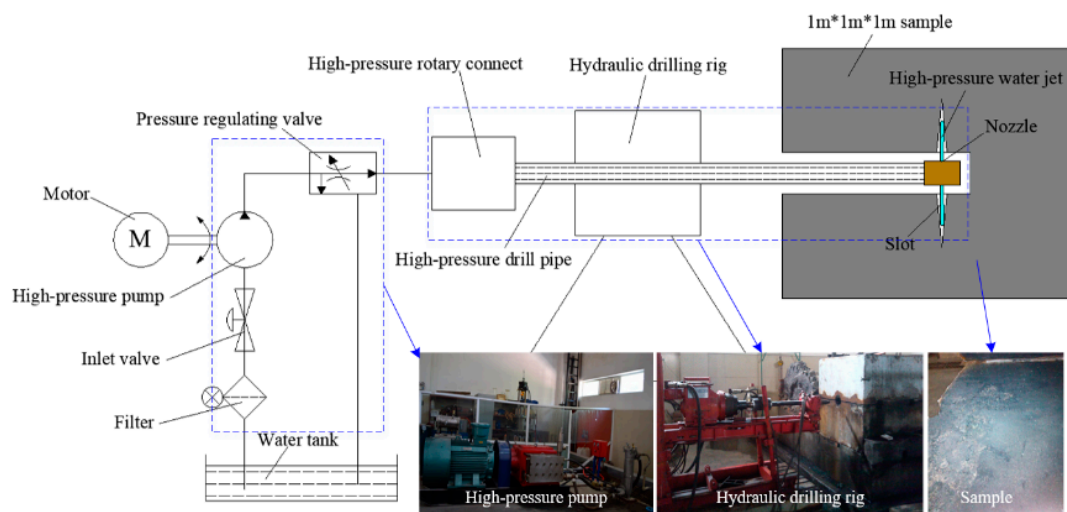 1m*1m*1m sample
High-pressure rotary connect
Hydraulic drilling rig
High-pressure water jet
Pressure regulating valve
Nozzle
Motor
M
Slot
High-pressure drill pipe
High-pressure pump
Inlet valve
Filter
Water tank
High-pressure pump
Hydraulic drilling rig
Sample